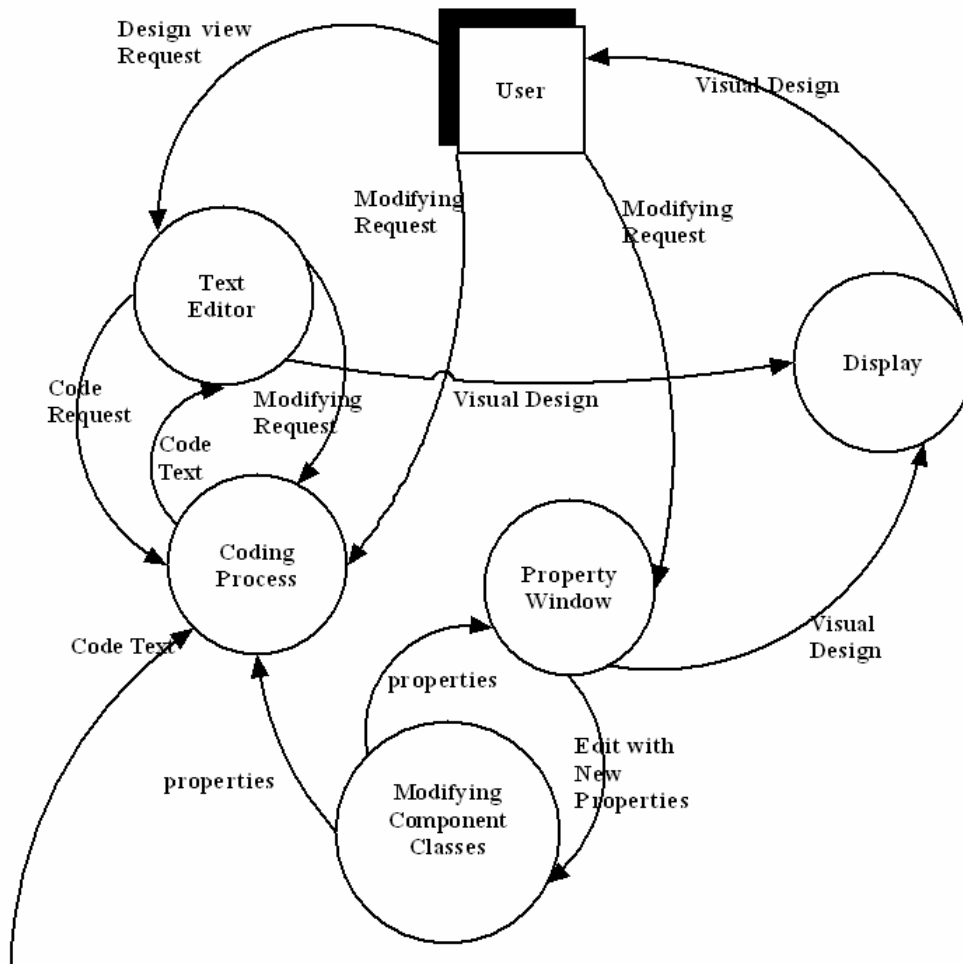 Design view
Request
User
Visual Design
Modifying
Request
Modifying
Request
Text
Editor
Display
Code
Request
Modifying
Request
Visual Design
Code
Text
Coding
Process
Property
Window
Code Text
Visual
Design
properties
properties
Edit with
New
Properties
Modifying
Component
Classes